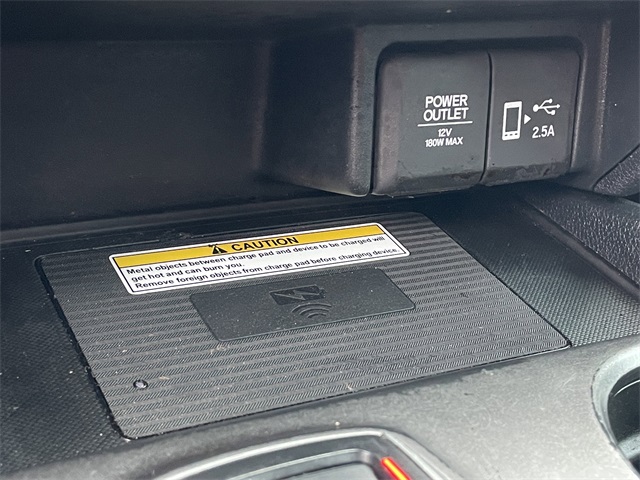 POWER
OUTLET
12V
180W MAX
2.5A
CAUTION
Metal objects between charge pad and device to be charged will
get hot and can burn you.
Remove foreign objects from charge pad before charging device